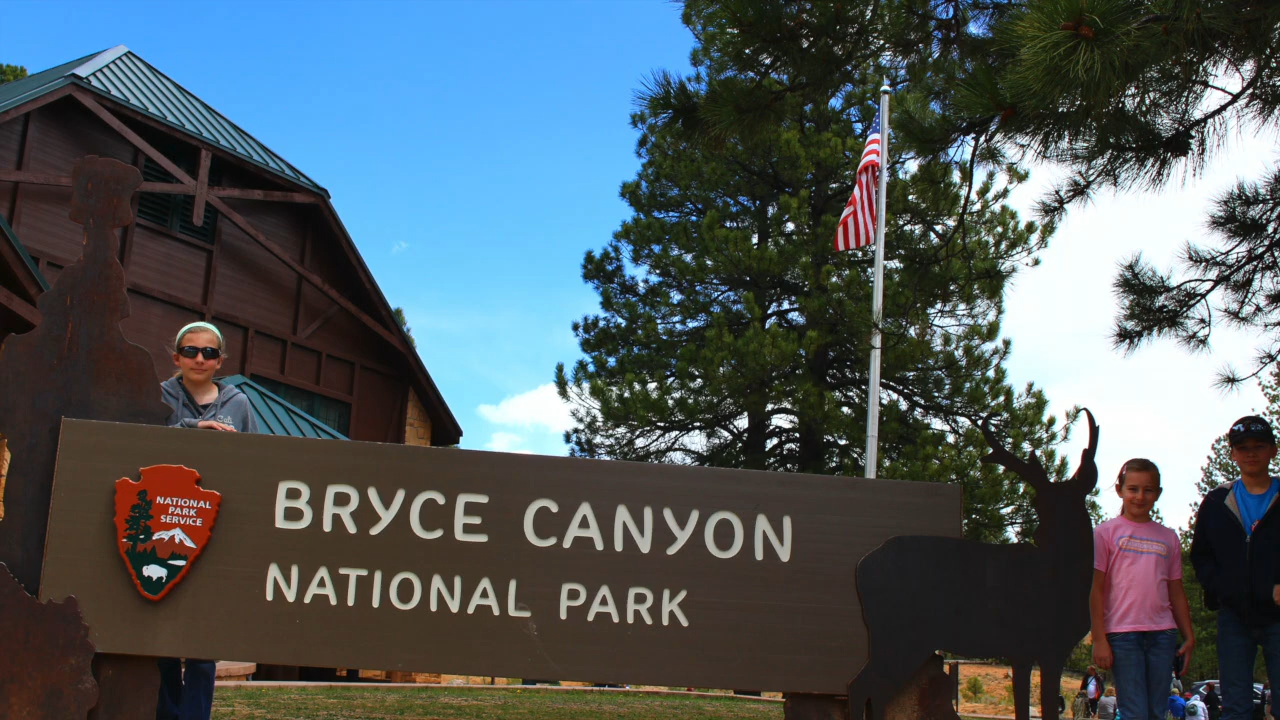 NATIONAL
PARK
SERVICE
BRYCE CANYON
NATIONAL PARK